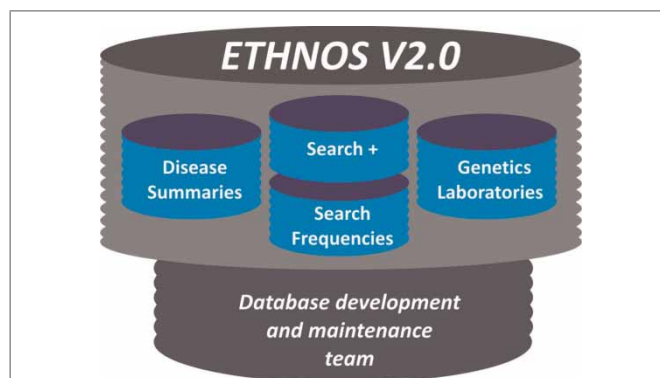 ETHNOS V2.0
Disease
Summaries
Search +
Search
Frequencies
Genetics
Laboratories
Database development
and maintenance
team